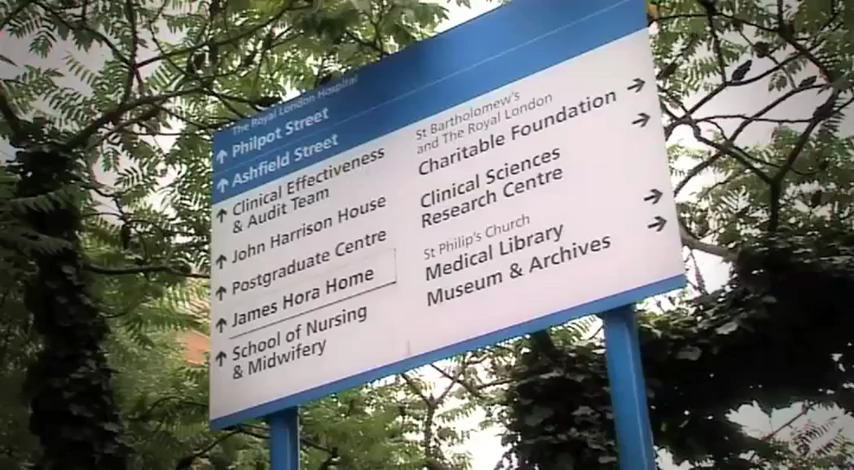 The Royal London Hospital
Philpot Street
Ashfield Street
Clinical Effectiveness
& Audit Team
John Harrison House
Postgraduate Centre
James Hora Home
School of Nursing
& Midwifery
St Bartholomew's
and The Royal London
Charitable Foundation
Clinical Sciences
Research Centre
St Philip's Church
Medical Library
Museum & Archives